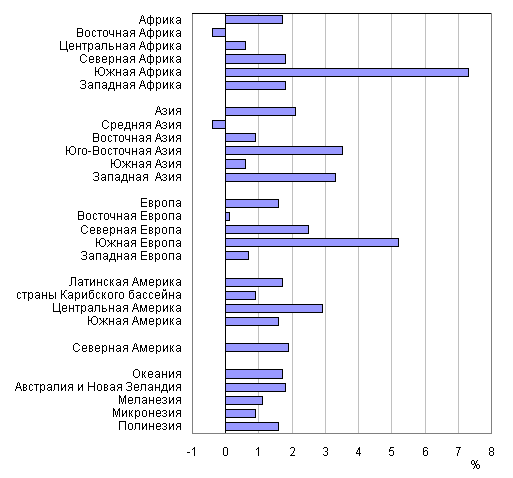 Африка
Восточная Африка
Центральная Африка
Северная Африка
Южная Африка
Западная Африка
Азия
Средняя Азия
Восточная Азия
Юго-Восточная Азия
Южная Азия
Западная Азия
Европа
Восточная Европа
Северная Европа
Южная Европа
Западная Европа
Латинская Америка
страны Карибского бассейна
Центральная Америка
Южная Америка
Северная Америка
Океания
Австралия и Новая Зеландия
Меланезия
Микронезия
Полинезия
-1 0 1 2 3 4 5 6 7 8
%